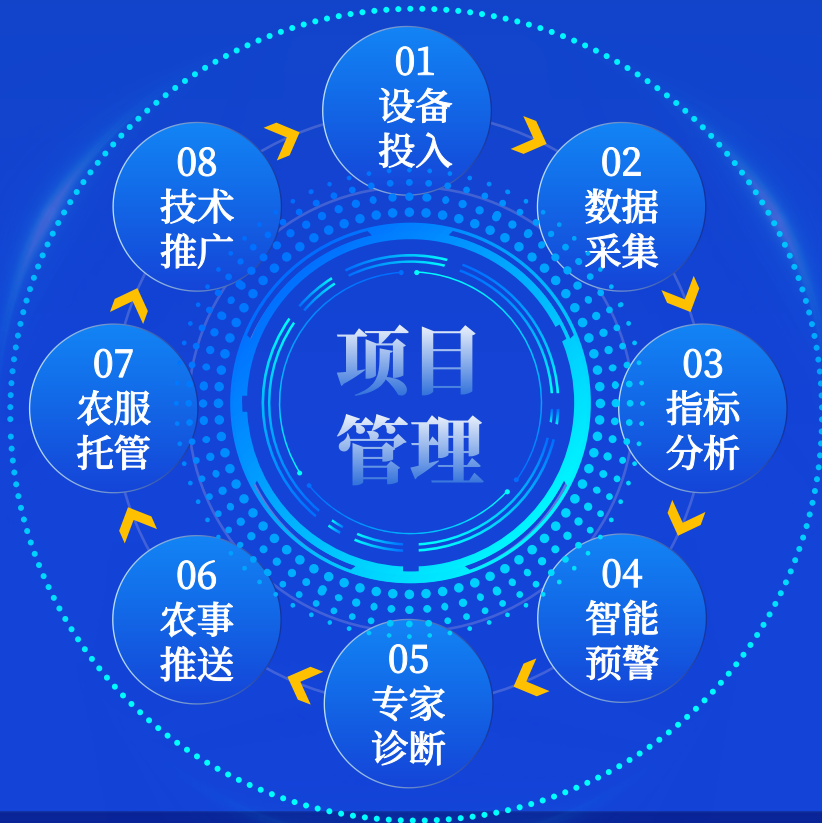 01
设备
投入
02
数据
采集
03
指标
分析
04
智能
预警
05
专家
诊断
06
农事
推送
07
农服
托管
08
技术
推广
项目
管理